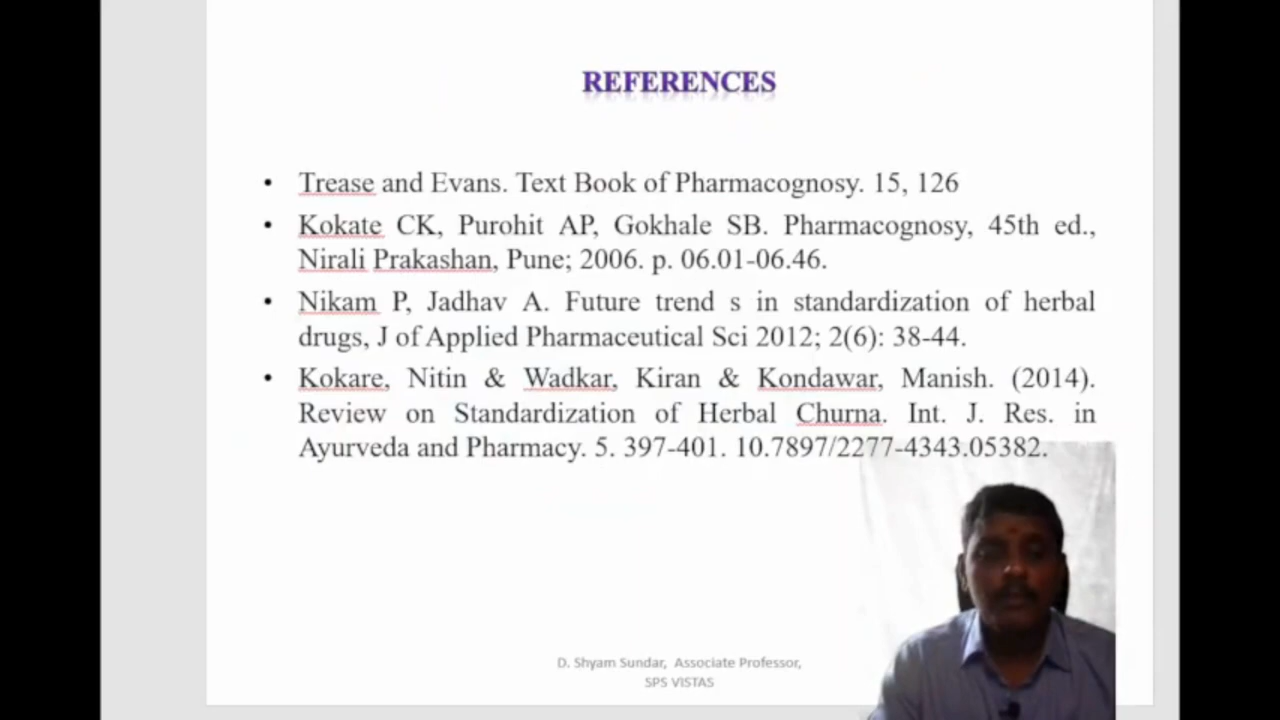 REFERENCES
• Trease and Evans. Text Book of Pharmacognosy. 15, 126
• Kokate CK, Purohit AP, Gokhale SB. Pharmacognosy, 45th ed.,
Nirali Prakashan, Pune; 2006. p. 06.01-06.46.
• Nikam P, Jadhav A. Future trend s in standardization of herbal
drugs, J of Applied Pharmaceutical Sci 2012; 2(6): 38-44.
• Kokare, Nitin & Wadkar, Kiran & Kondawar, Manish. (2014).
Review on Standardization of Herbal Churna. Int. J. Res. in
Ayurveda and Pharmacy. 5. 397-401. 10.7897/2277-4343.05382.
D. Shyam Sundar, Associate Professor,
SPS VISTAS